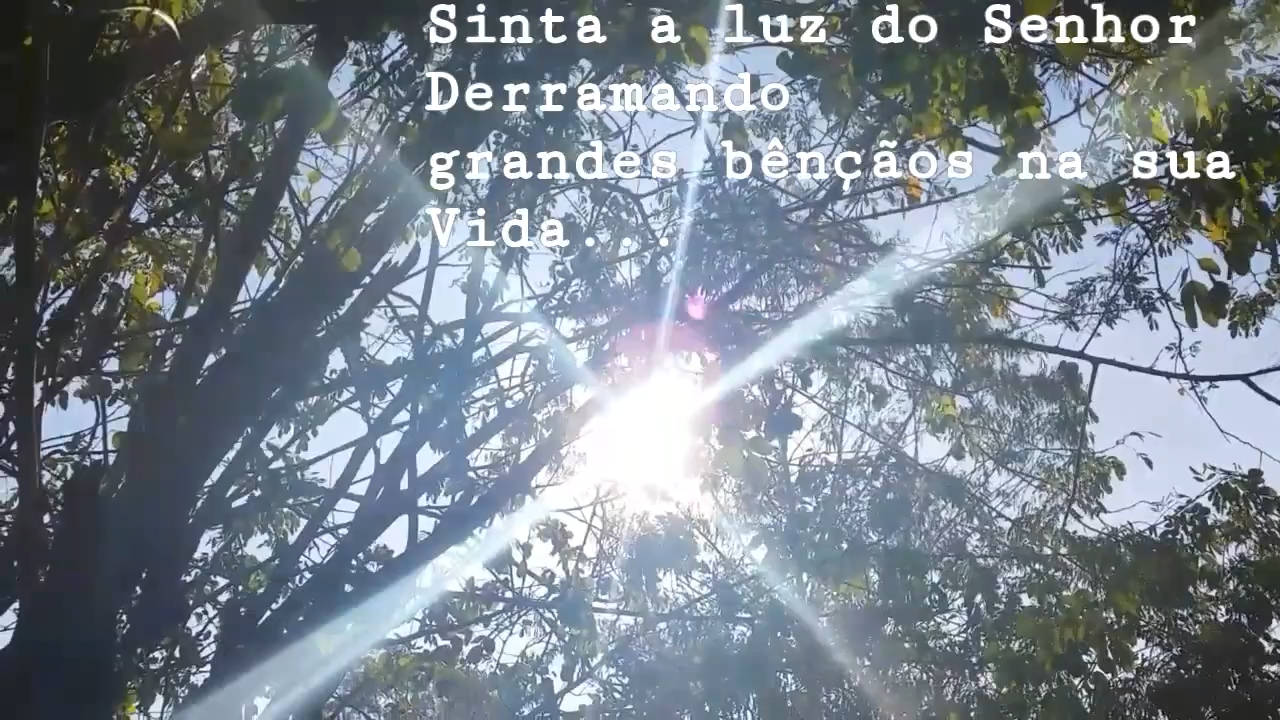 Sinta a luz do Senhor
Derramando
grandes bênçãos na sua
Vida...